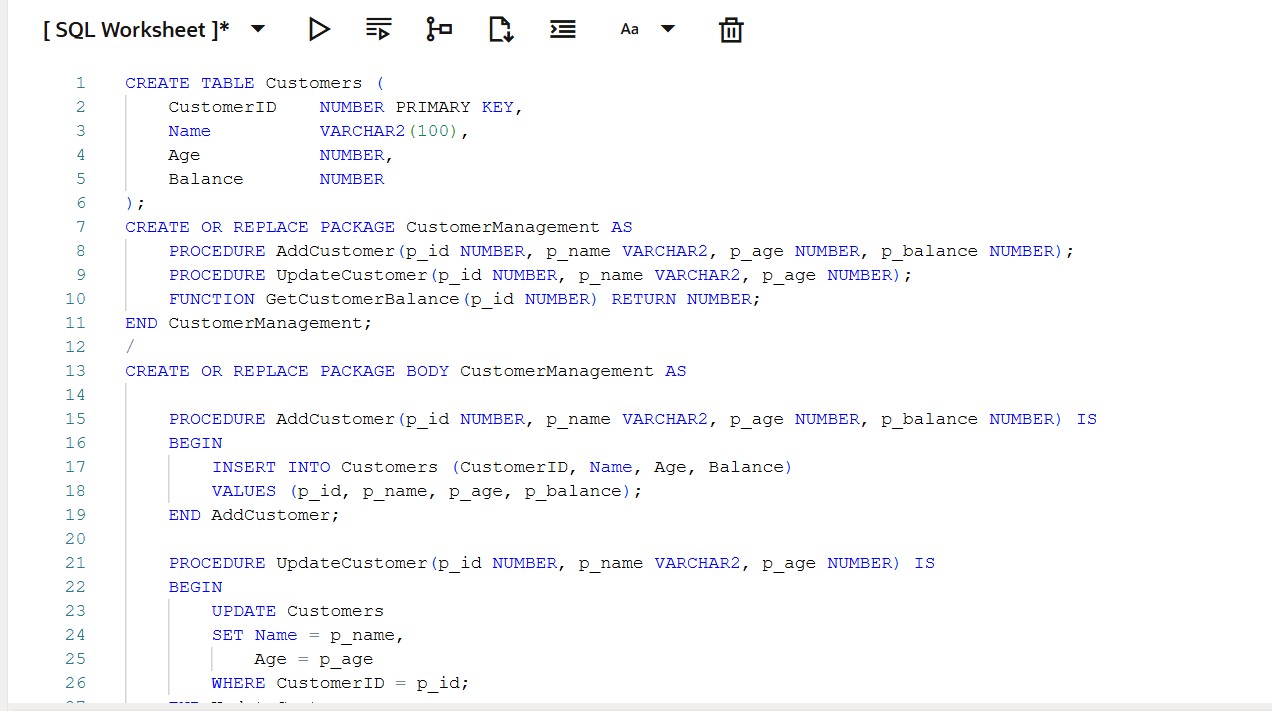 [ SQL Worksheet ]* Aa
1 CREATE TABLE Customers (
2 CustomerID NUMBER PRIMARY KEY,
3 Name VARCHAR2(100),
4 Age NUMBER,
5 Balance NUMBER
6 );
7 CREATE OR REPLACE PACKAGE CustomerManagement AS
8 PROCEDURE AddCustomer(p_id NUMBER, p_name VARCHAR2, p_age NUMBER, p_balance NUMBER);
9 PROCEDURE UpdateCustomer(p_id NUMBER, p_name VARCHAR2, p_age NUMBER);
10 FUNCTION GetCustomerBalance(p_id NUMBER) RETURN NUMBER;
11 END CustomerManagement;
12 /
13 CREATE OR REPLACE PACKAGE BODY CustomerManagement AS
14
15 PROCEDURE AddCustomer(p_id NUMBER, p_name VARCHAR2, p_age NUMBER, p_balance NUMBER) IS
16 BEGIN
17 INSERT INTO Customers (CustomerID, Name, Age, Balance)
18 VALUES (p_id, p_name, p_age, p_balance);
19 END AddCustomer;
20
21 PROCEDURE UpdateCustomer(p_id NUMBER, p_name VARCHAR2, p_age NUMBER) IS
22 BEGIN
23 UPDATE Customers
24 SET Name = p_name,
25 Age = p_age
26 WHERE CustomerID = p_id;